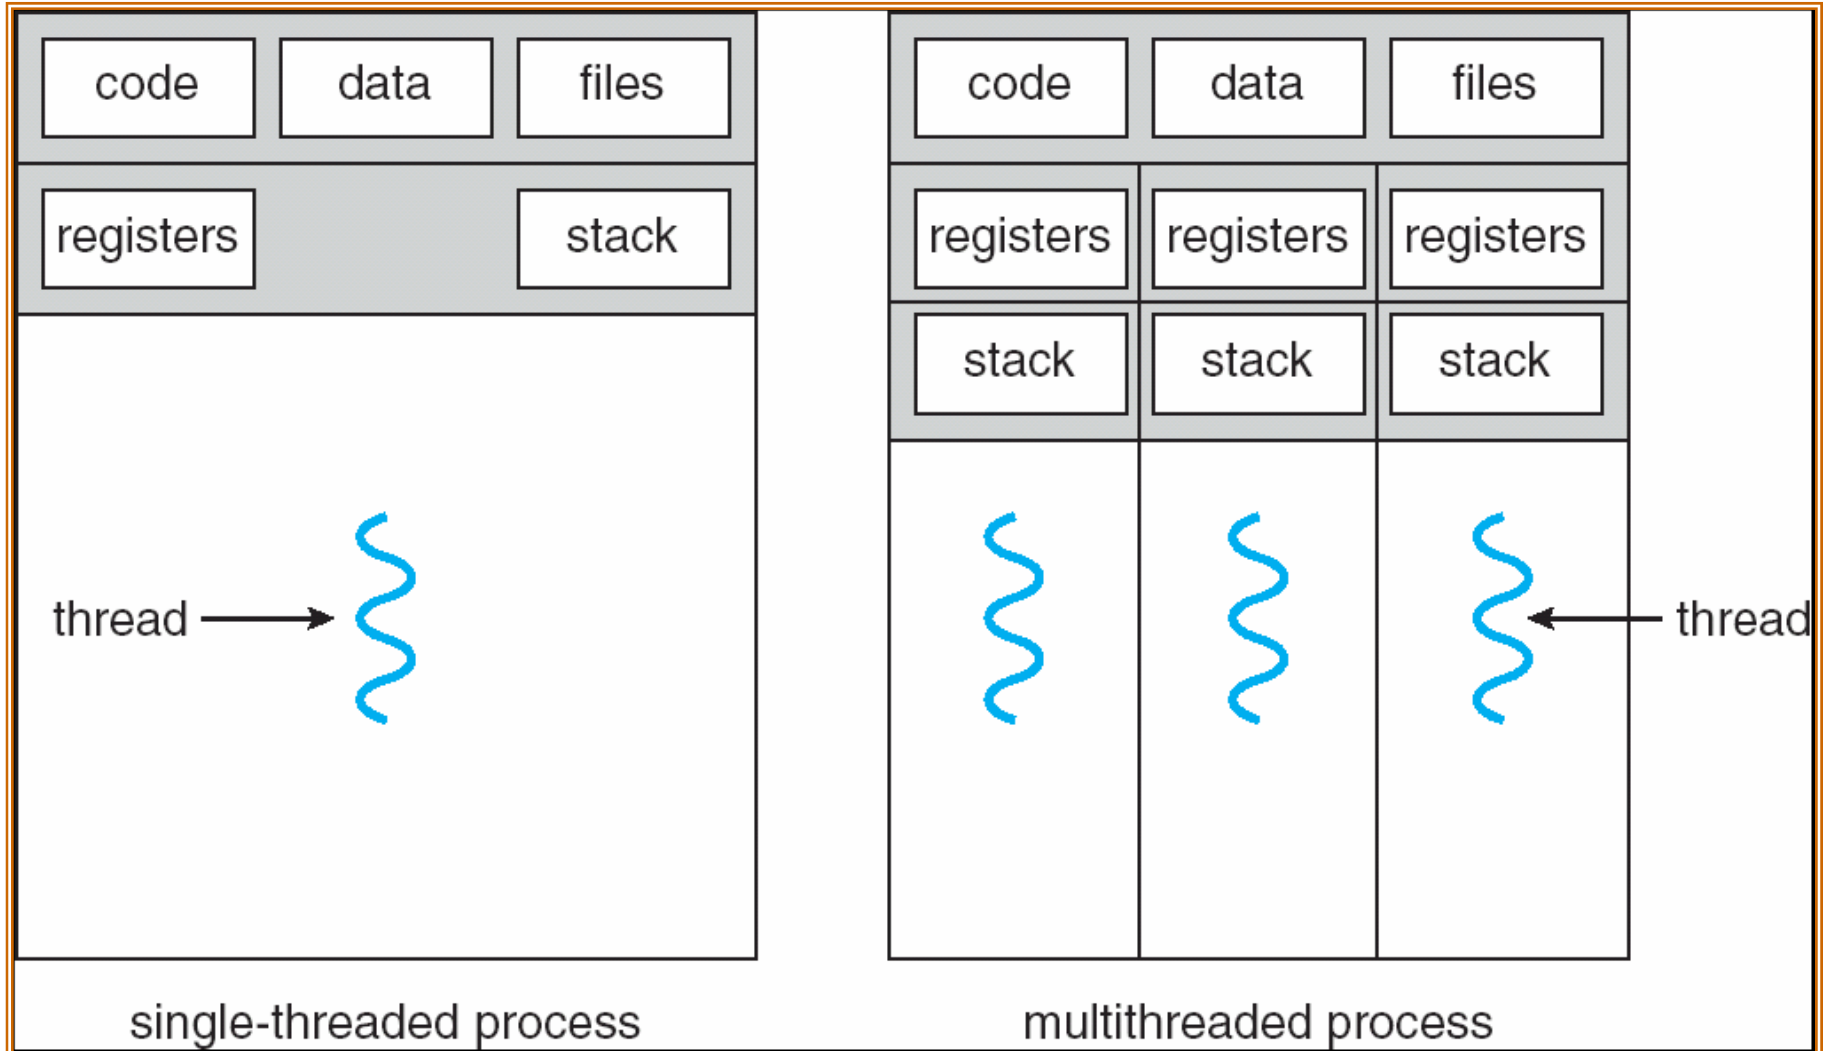 code data files
registers stack
thread
single-threaded process
code data files
registers registers registers
stack stack stack
thread
multithreaded process